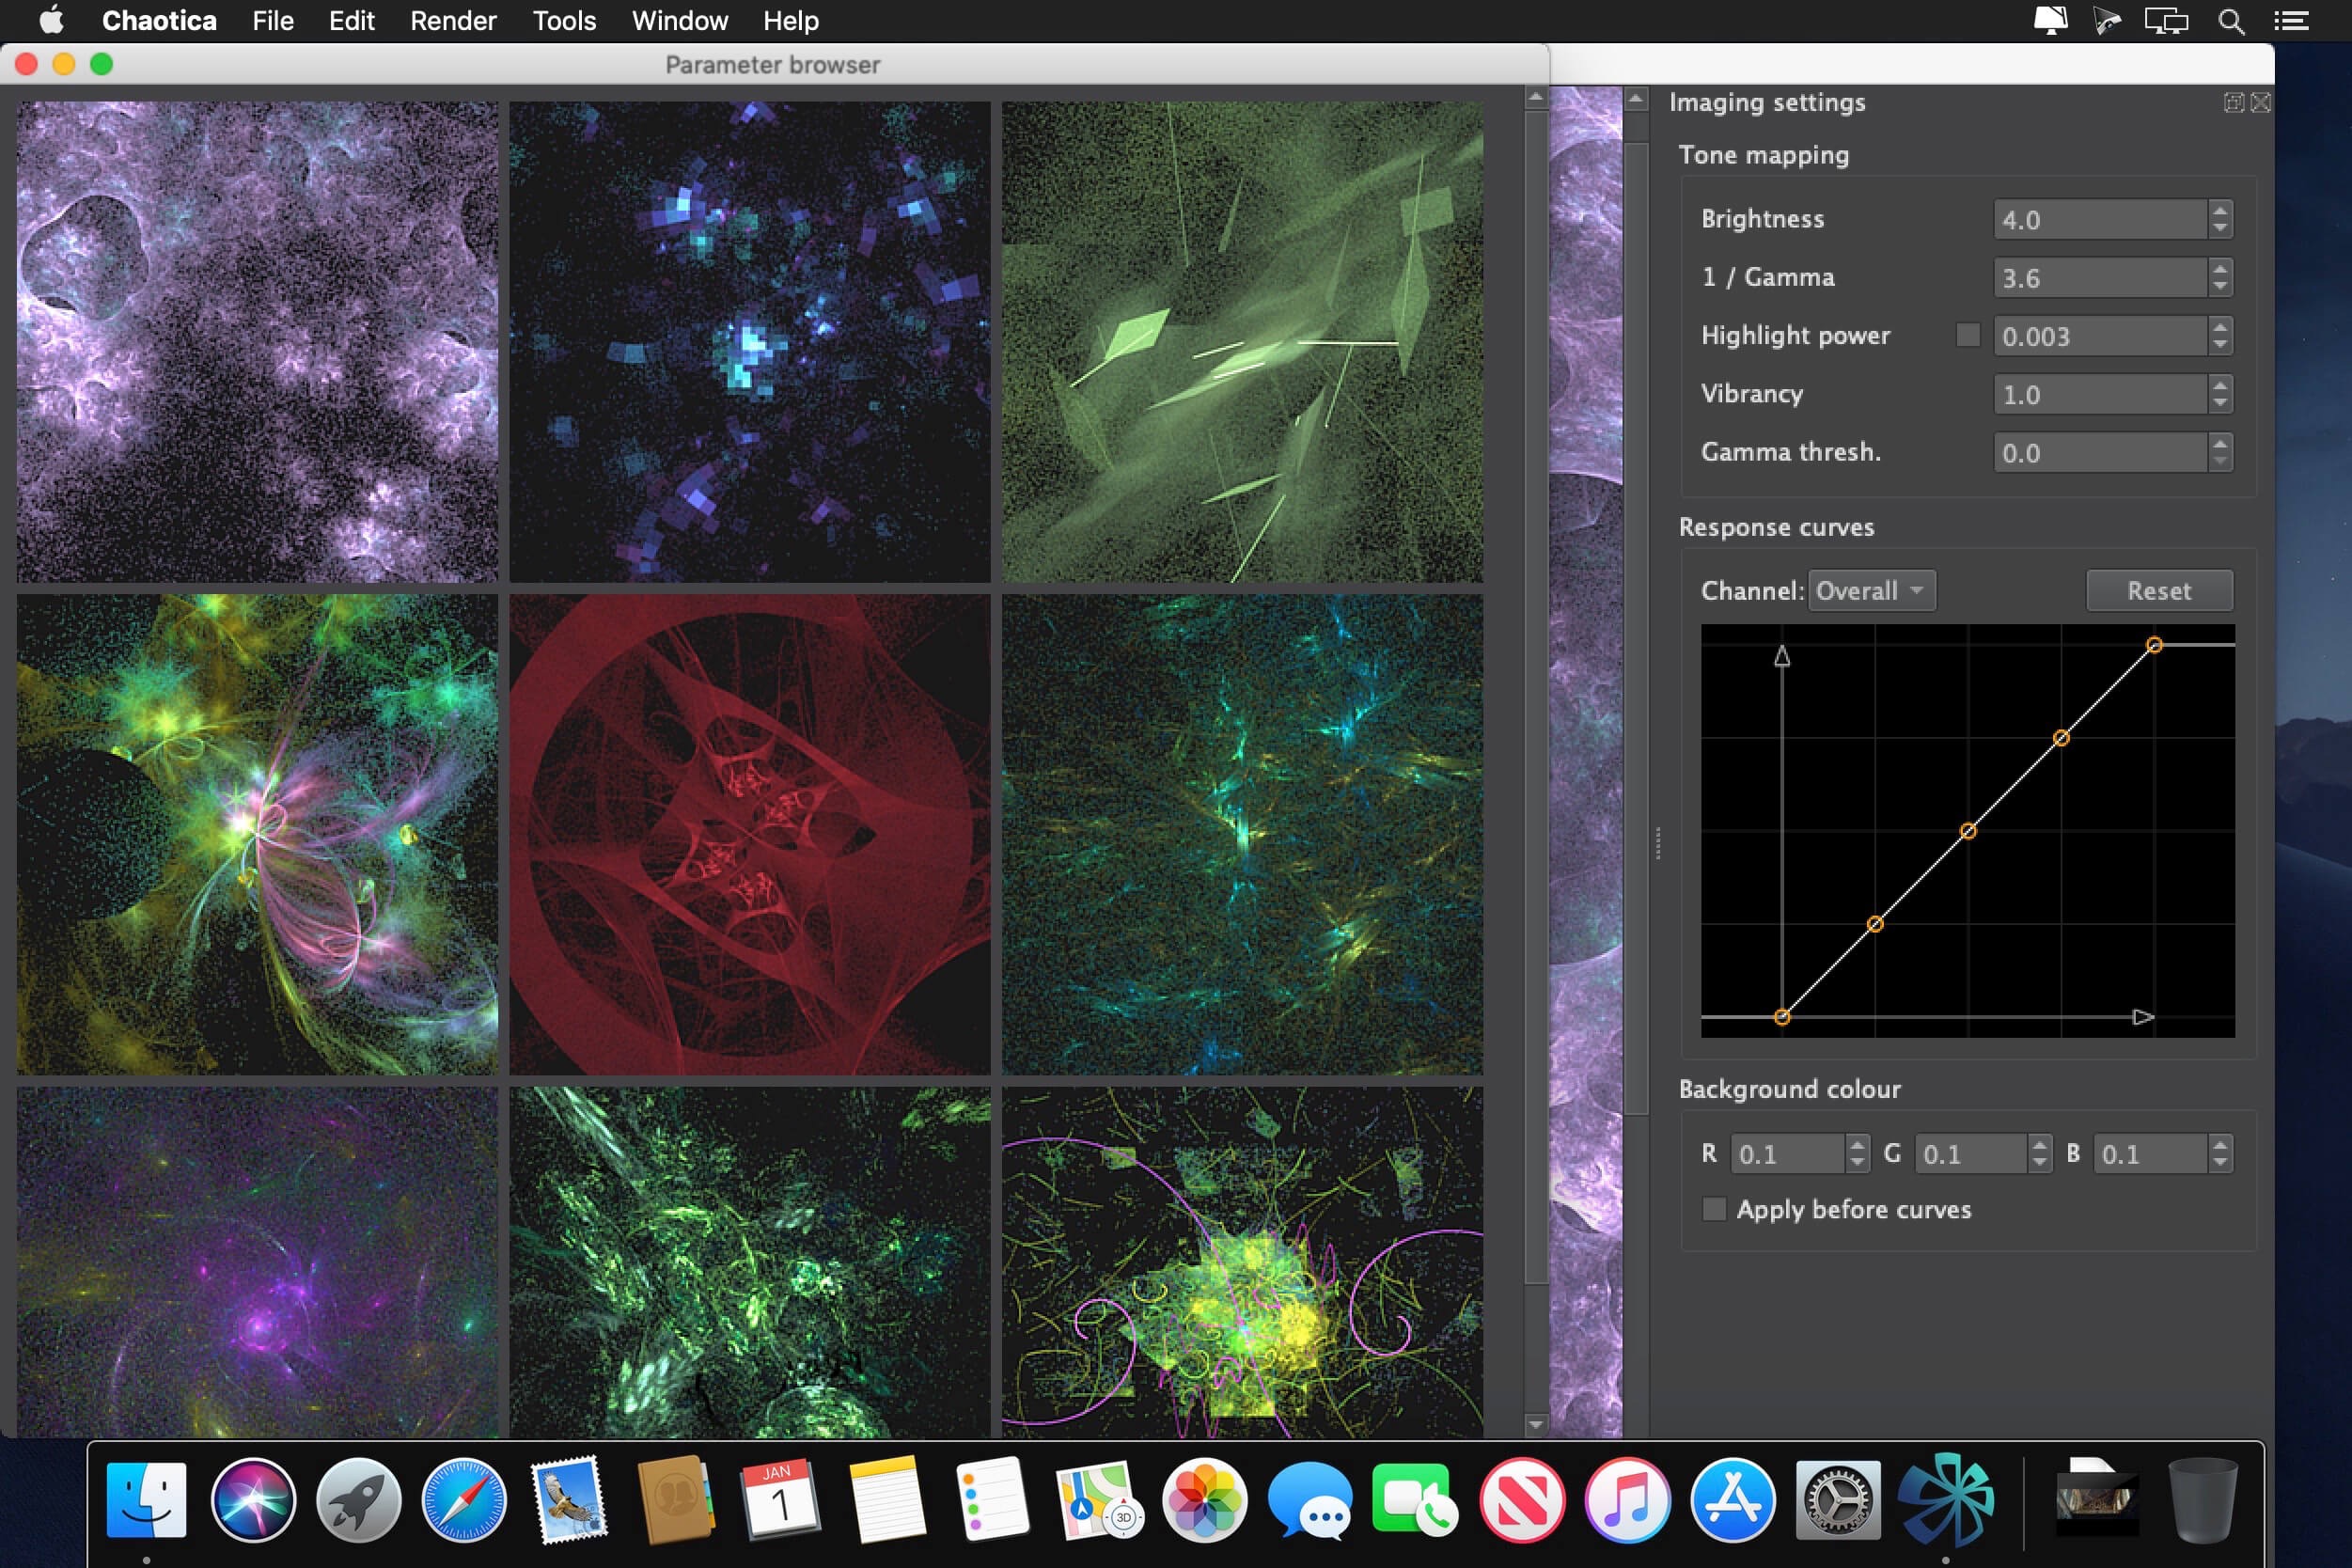 Chaotica File Edit Render Tools Window Help
Parameter browser
Imaging settings
Tone mapping
Brightness 4.0
1 / Gamma 3.6
Highlight power 0.003
Vibrancy 1.0
Gamma thresh. 0.0
Response curves
Channel: Overall Reset
Background colour
R 0.1 G 0.1 B 0.1
Apply before curves
JAN
1
3D